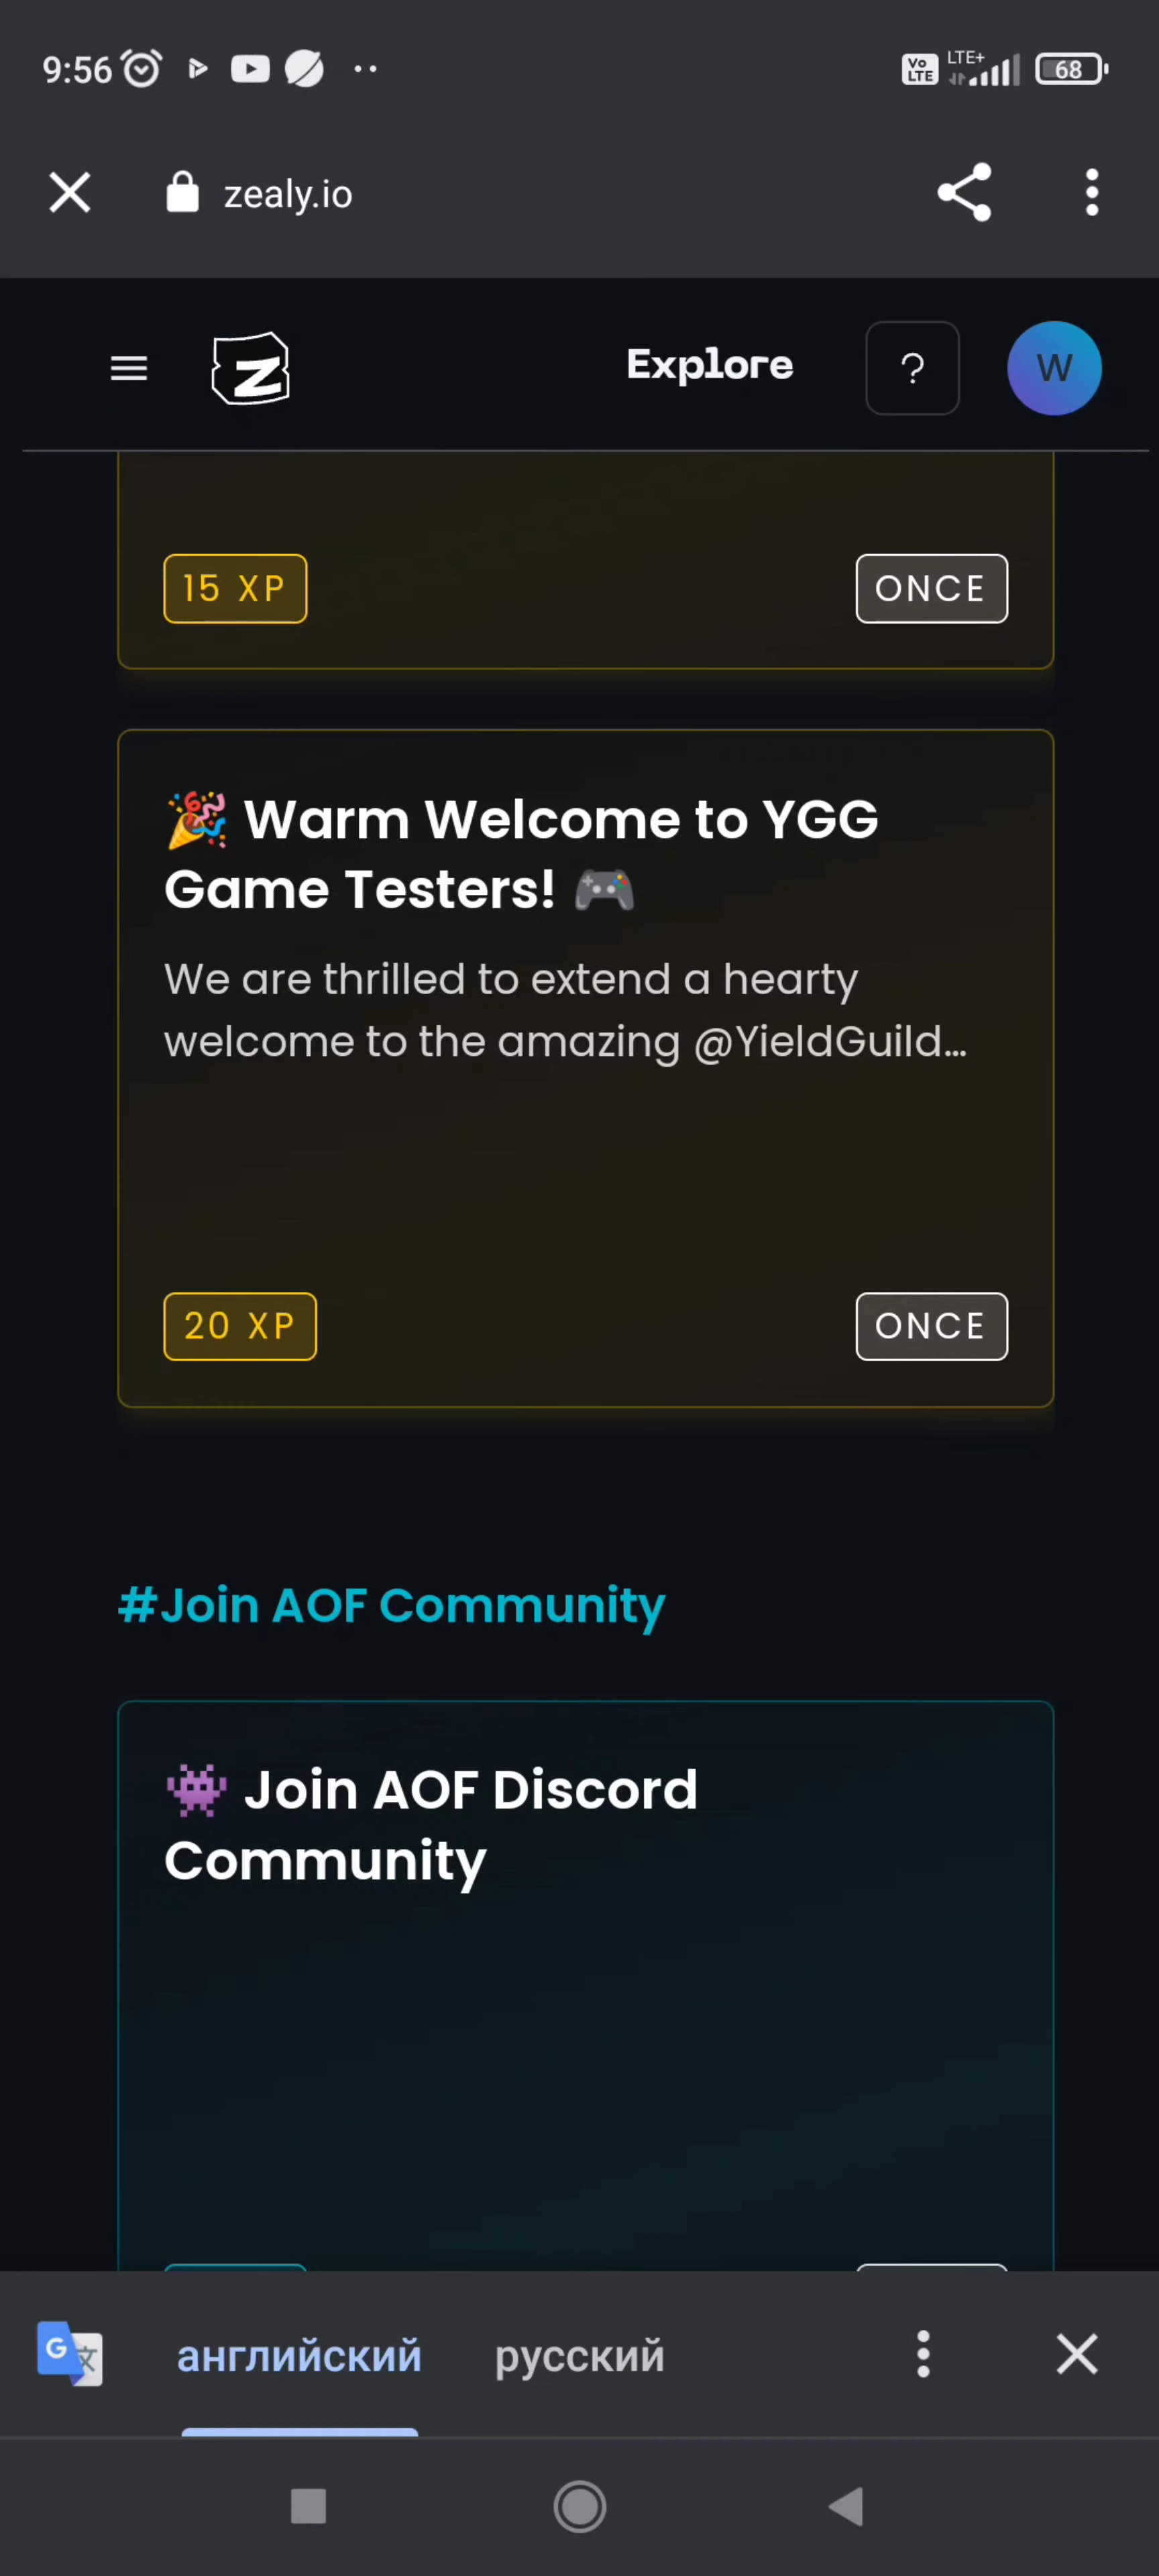 9:56
Vo LTE LTE+ 68
zealy.io
Explore ? W
15 XP ONCE
🎉 Warm Welcome to YGG
Game Testers! 🎮
We are thrilled to extend a hearty
welcome to the amazing @YieldGuild...
20 XP ONCE
#Join AOF Community
👾 Join AOF Discord
Community
английский русский